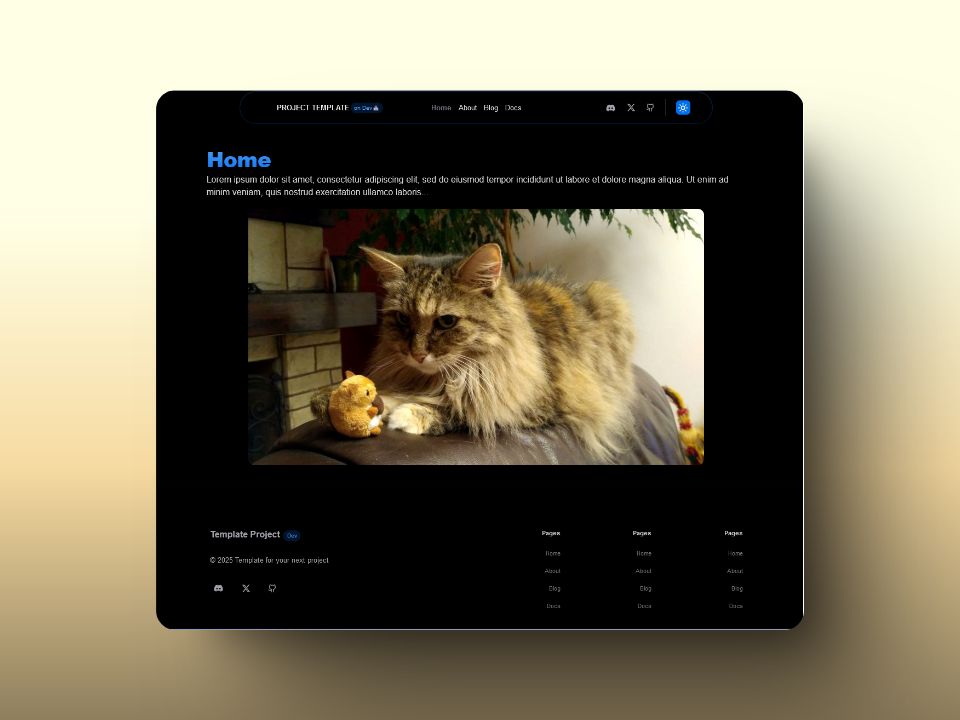 PROJECT TEMPLATE on Dev
Home About Blog Docs
Home
Lorem ipsum dolor sit amet, consectetur adipiscing elit, sed do eiusmod tempor incididunt ut labore et dolore magna aliqua. Ut enim ad
minim veniam, quis nostrud exercitation ullamco laboris...
Template Project Dev
© 2025 Template for your next project
Pages
Home
About
Blog
Docs
Pages
Home
About
Blog
Docs
Pages
Home
About
Blog
Docs